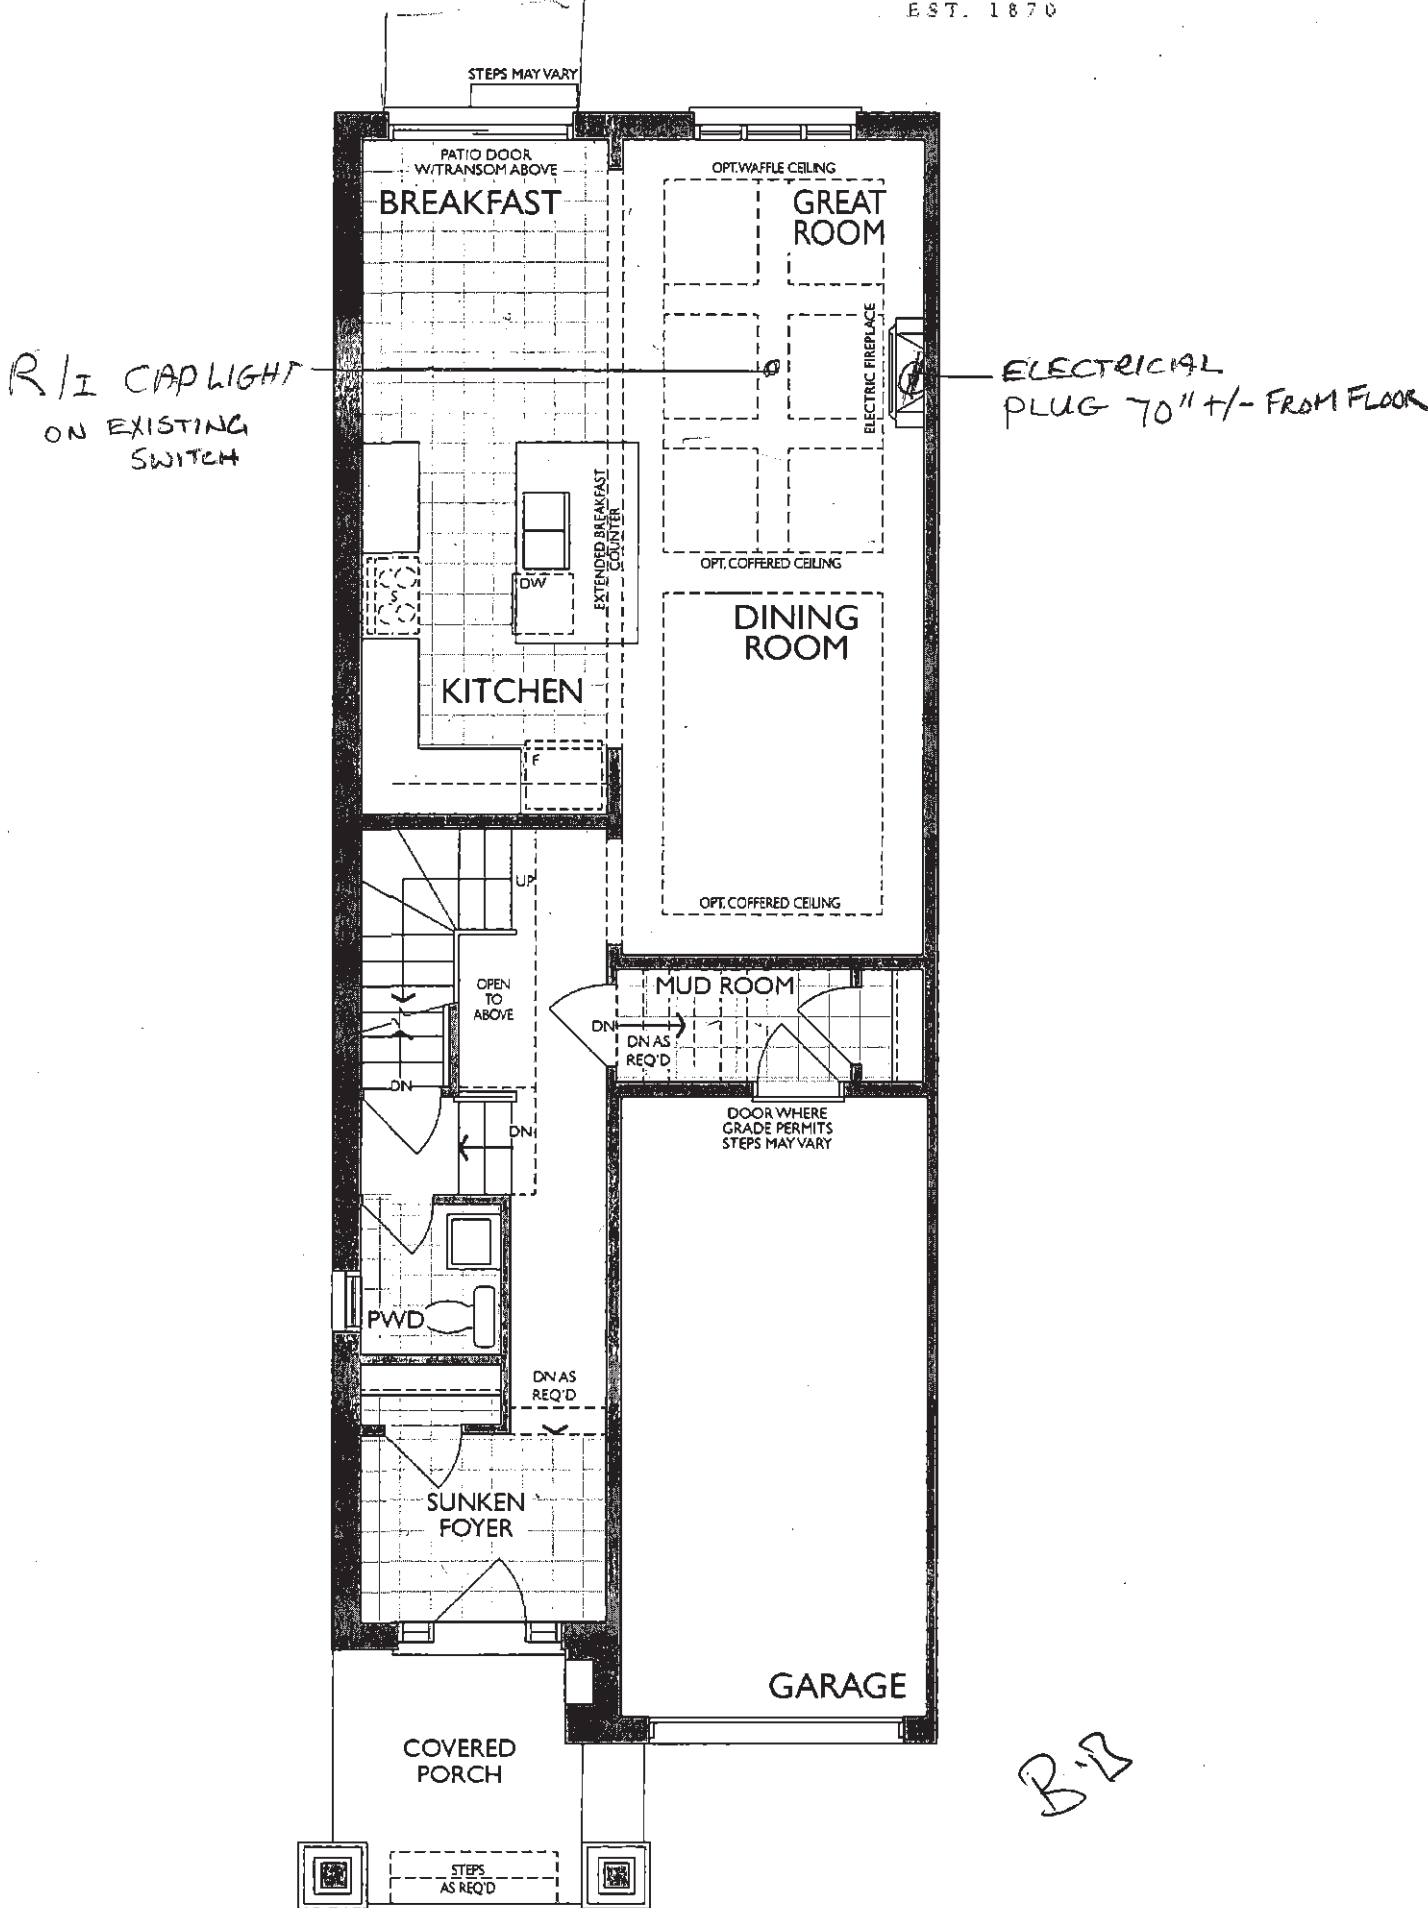 EST. 1870
STEPS MAY VARY
PATIO DOOR
W/TRANSOM ABOVE
BREAKFAST
OPT. WAFFLE CEILING
GREAT
ROOM
ELECTRIC FIREPLACE
R/I CAP LIGHT
ON EXISTING
SWITCH
ELECTRICIAL
PLUG 70" +/- FROM FLOOR
EXTENDED BREAKFAST
COUNTER
DW
S
OPT. COFFERED CEILING
DINING
ROOM
KITCHEN
F
UP
OPT. COFFERED CEILING
OPEN
TO
ABOVE
MUD ROOM
DN
DN AS
REQ'D
DN
DN
DOOR WHERE
GRADE PERMITS
STEPS MAY VARY
PWD
DN AS
REQ'D
SUNKEN
FOYER
GARAGE
COVERED
PORCH
STEPS
AS REQ'D